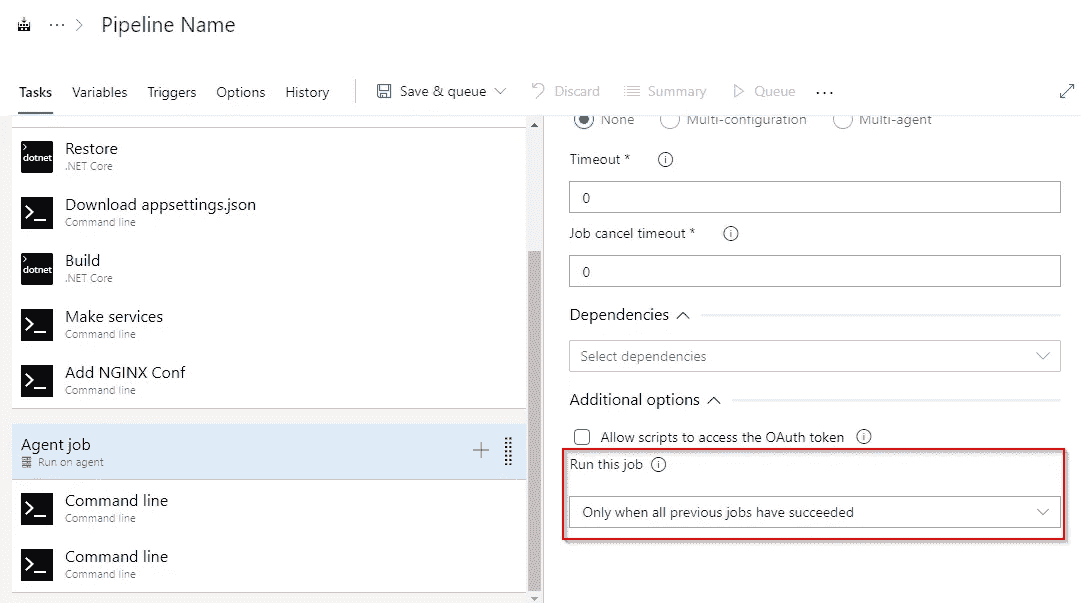 ··· > Pipeline Name
Tasks Variables Triggers Options History Save & queue Discard Summary Queue ...
None Multi-configuration Multi-agent
dotnet Restore
.NET Core
Download appsettings.json
Command line
dotnet Build
.NET Core
Make services
Command line
Add NGINX Conf
Command line
Agent job
Run on agent
Command line
Command line
Command line
Command line
Timeout *
0
Job cancel timeout *
0
Dependencies
Select dependencies
Additional options
Allow scripts to access the OAuth token
Run this job
Only when all previous jobs have succeeded